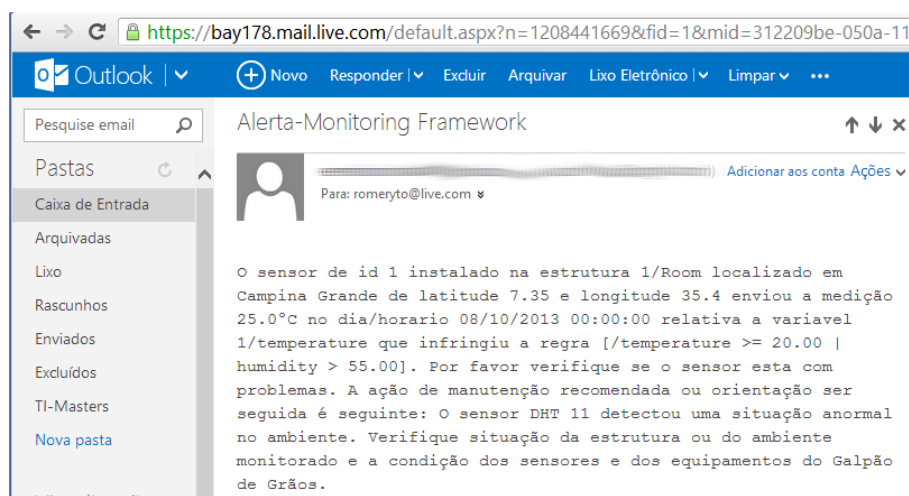 https://bay178.mail.live.com/default.aspx?n=1208441669&fid=1&mid=312209be-050a-11
Outlook
Novo Responder Excluir Arquivar Lixo Eletrônico Limpar
Pesquise email
Pastas
Caixa de Entrada
Arquivadas
Lixo
Rascunhos
Enviados
Excluídos
TI-Masters
Nova pasta
Alerta-Monitoring Framework
Adicionar aos conta Ações
Para: romeryto@live.com
O sensor de id 1 instalado na estrutura 1/Room localizado em
Campina Grande de latitude 7.35 e longitude 35.4 enviou a medição
25.0°C no dia/horario 08/10/2013 00:00:00 relativa a variavel
1/temperature que infringiu a regra [/temperature >= 20.00 |
humidity > 55.00]. Por favor verifique se o sensor esta com
problemas. A ação de manutenção recomendada ou orientação ser
seguida é seguinte: O sensor DHT 11 detectou uma situação anormal
no ambiente. Verifique situação da estrutura ou do ambiente
monitorado e a condição dos sensores e dos equipamentos do Galpão
de Grãos.